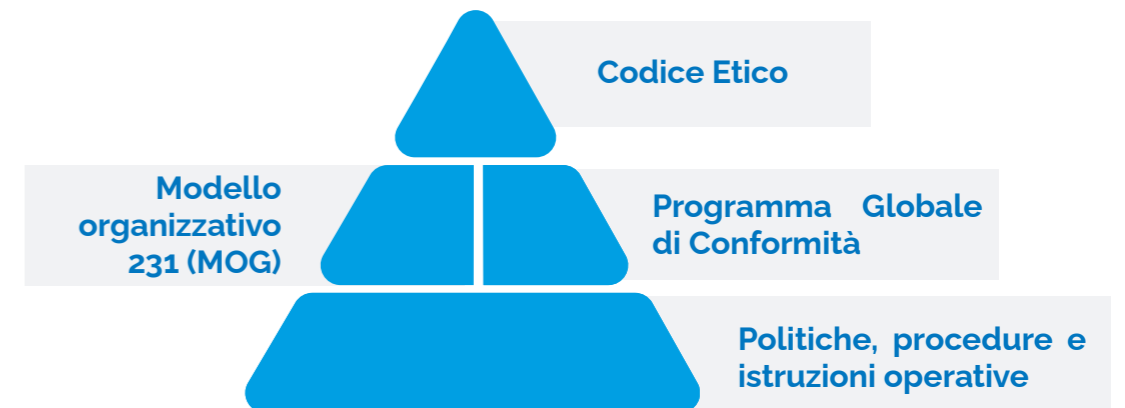 Codice Etico
Modello
organizzativo
231 (MOG)
Programma Globale
di Conformità
Politiche, procedure e
istruzioni operative